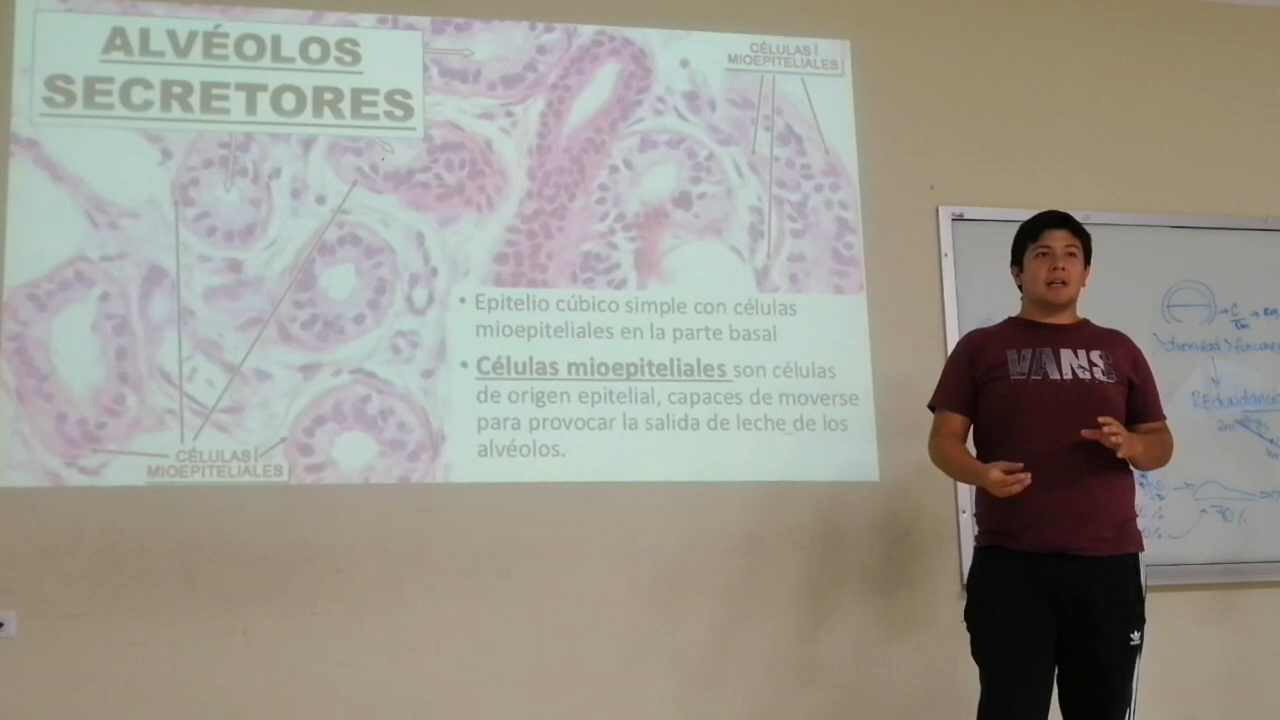 ALVÉOLOS
SECRETORES
CÉLULAS
MIOEPITELIALES
• Epitelio cúbico simple con células
mioepiteliales en la parte basal
• Células mioepiteliales son células
de origen epitelial, capaces de moverse
para provocar la salida de leche de los
alvéolos.
CÉLULAS
MIOEPITELIALES
VANS
70%